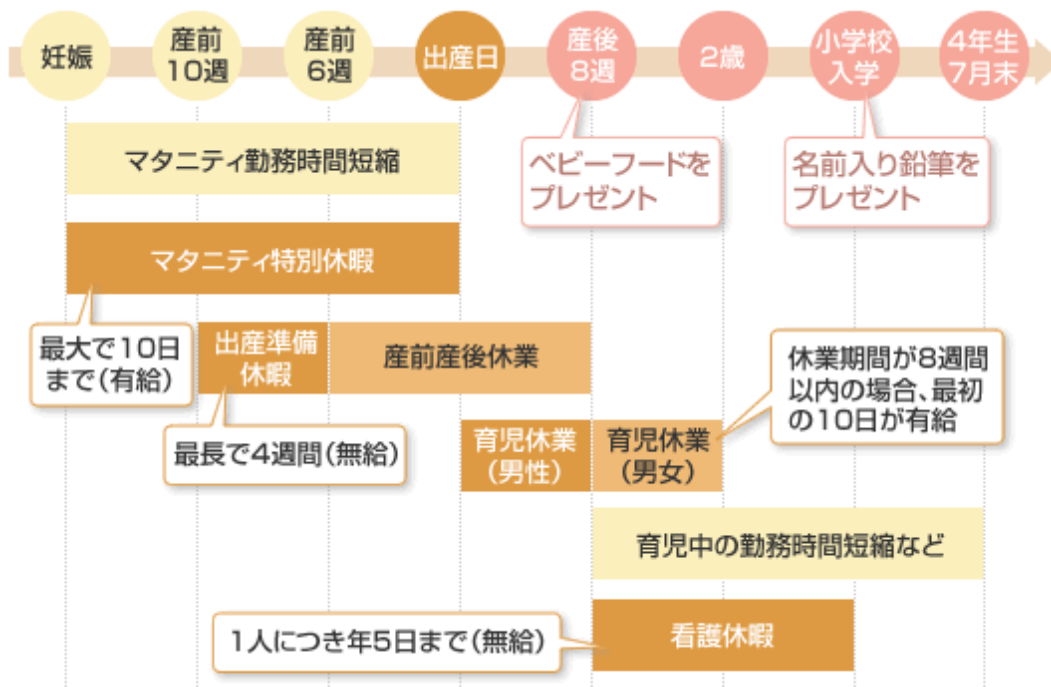 妊娠
産前
10週
産前
6週
出産日
産後
8週
2歳
小学校
入学
4年生
7月末
マタニティ勤務時間短縮
ベビーフードを
プレゼント
名前入り鉛筆を
プレゼント
マタニティ特別休暇
最大で10日
まで(有給)
出産準備
休暇
産前産後休業
休業期間が8週間
以内の場合、最初
の10日が有給
最長で4週間(無給)
育児休業
(男性)
育児休業
(男女)
育児中の勤務時間短縮など
1人につき年5日まで(無給)
看護休暇